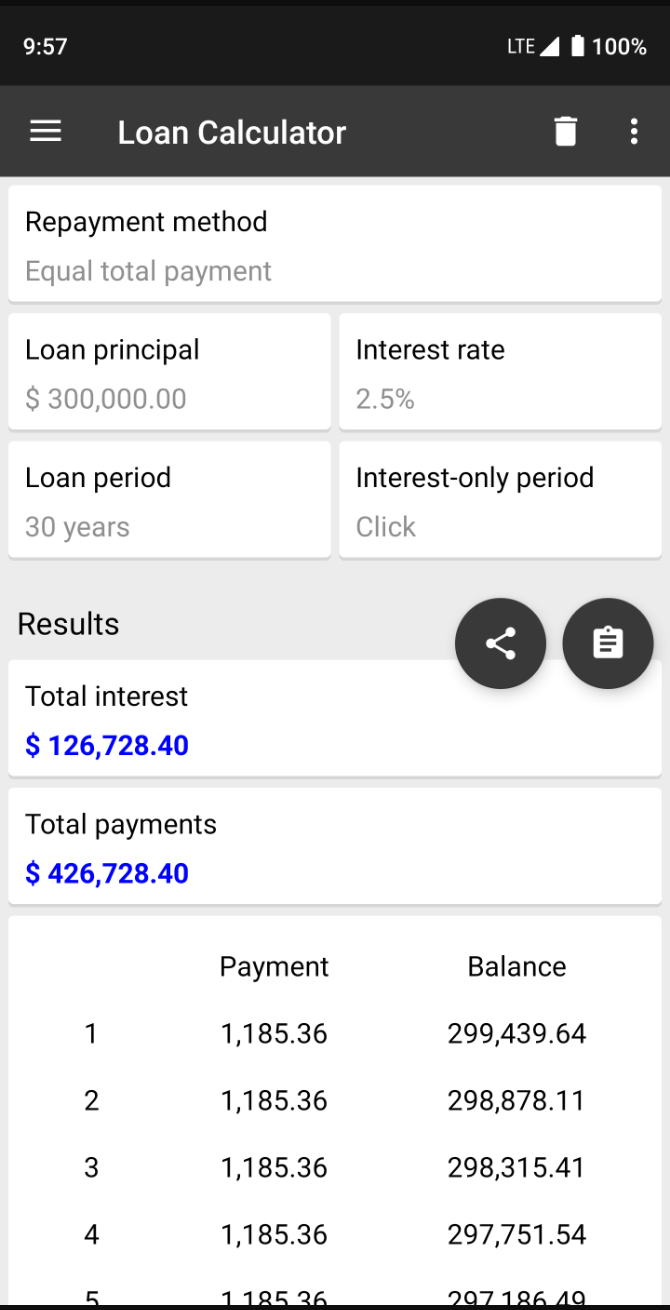 9:57 LTE 100%
Loan Calculator
Repayment method
Equal total payment
Loan principal
$ 300,000.00
Interest rate
2.5%
Loan period
30 years
Interest-only period
Click
Results
Total interest
$ 126,728.40
Total payments
$ 426,728.40
Payment Balance
1 1,185.36 299,439.64
2 1,185.36 298,878.11
3 1,185.36 298,315.41
4 1,185.36 297,751.54
5 1,185.36 297,186.49